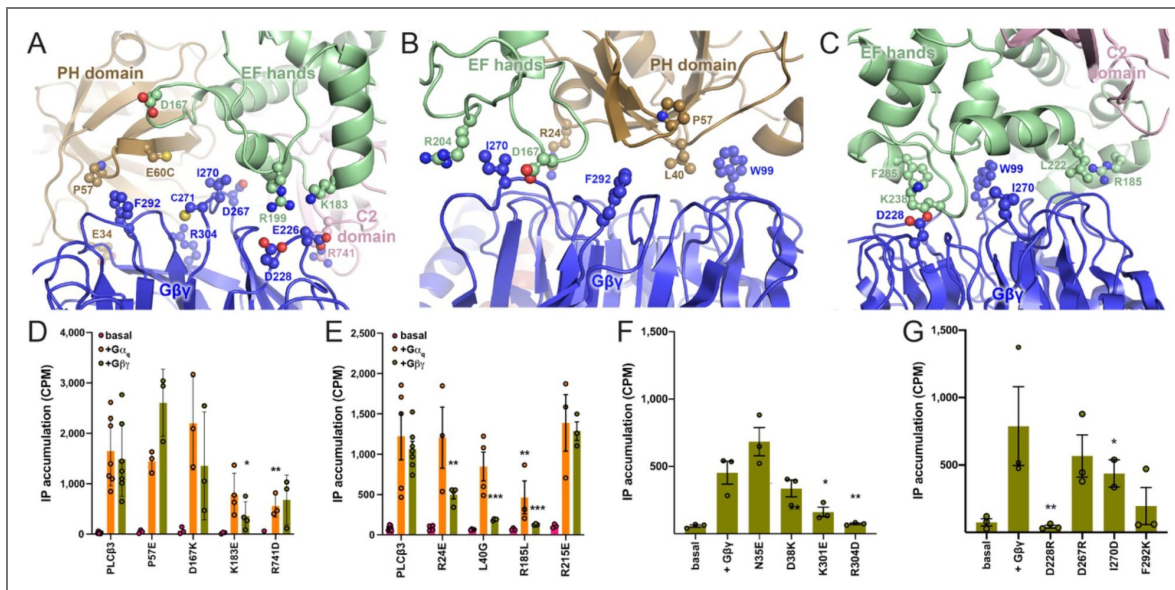 A
PH domain
EF hands
D167
P57
E60C
I270
F292
C271
D267
R199
K183
C2
domain
E34
R304
E226
R741
D228
Gβγ
B
EF hands
PH domain
R204
I270
R24
D167
P57
L40
W99
F292
Gβγ
C
EF hands
C2
domain
F285
W99
L222
K238
I270
R185
D228
Gβγ
D
basal
+Gαq
+Gβγ
IP accumulation (CPM)
4,000
3,000
2,000
1,000
0
*
**
PLCβ3
P57E
D167K
K183E
R741D
E
basal
+Gαq
+Gβγ
IP accumulation (CPM)
2,500
2,000
1,500
1,000
500
0
**
***
**
***
PLCβ3
R24E
L40G
R185L
R215E
F
IP accumulation (CPM)
1,500
1,000
500
*
**
basal
+ Gβγ
N35E
D38K
K301E
R304D
G
IP accumulation (CPM)
1,500
1,000
500
0
**
*
basal
+ Gβγ
D228R
D267R
I270D
F292K